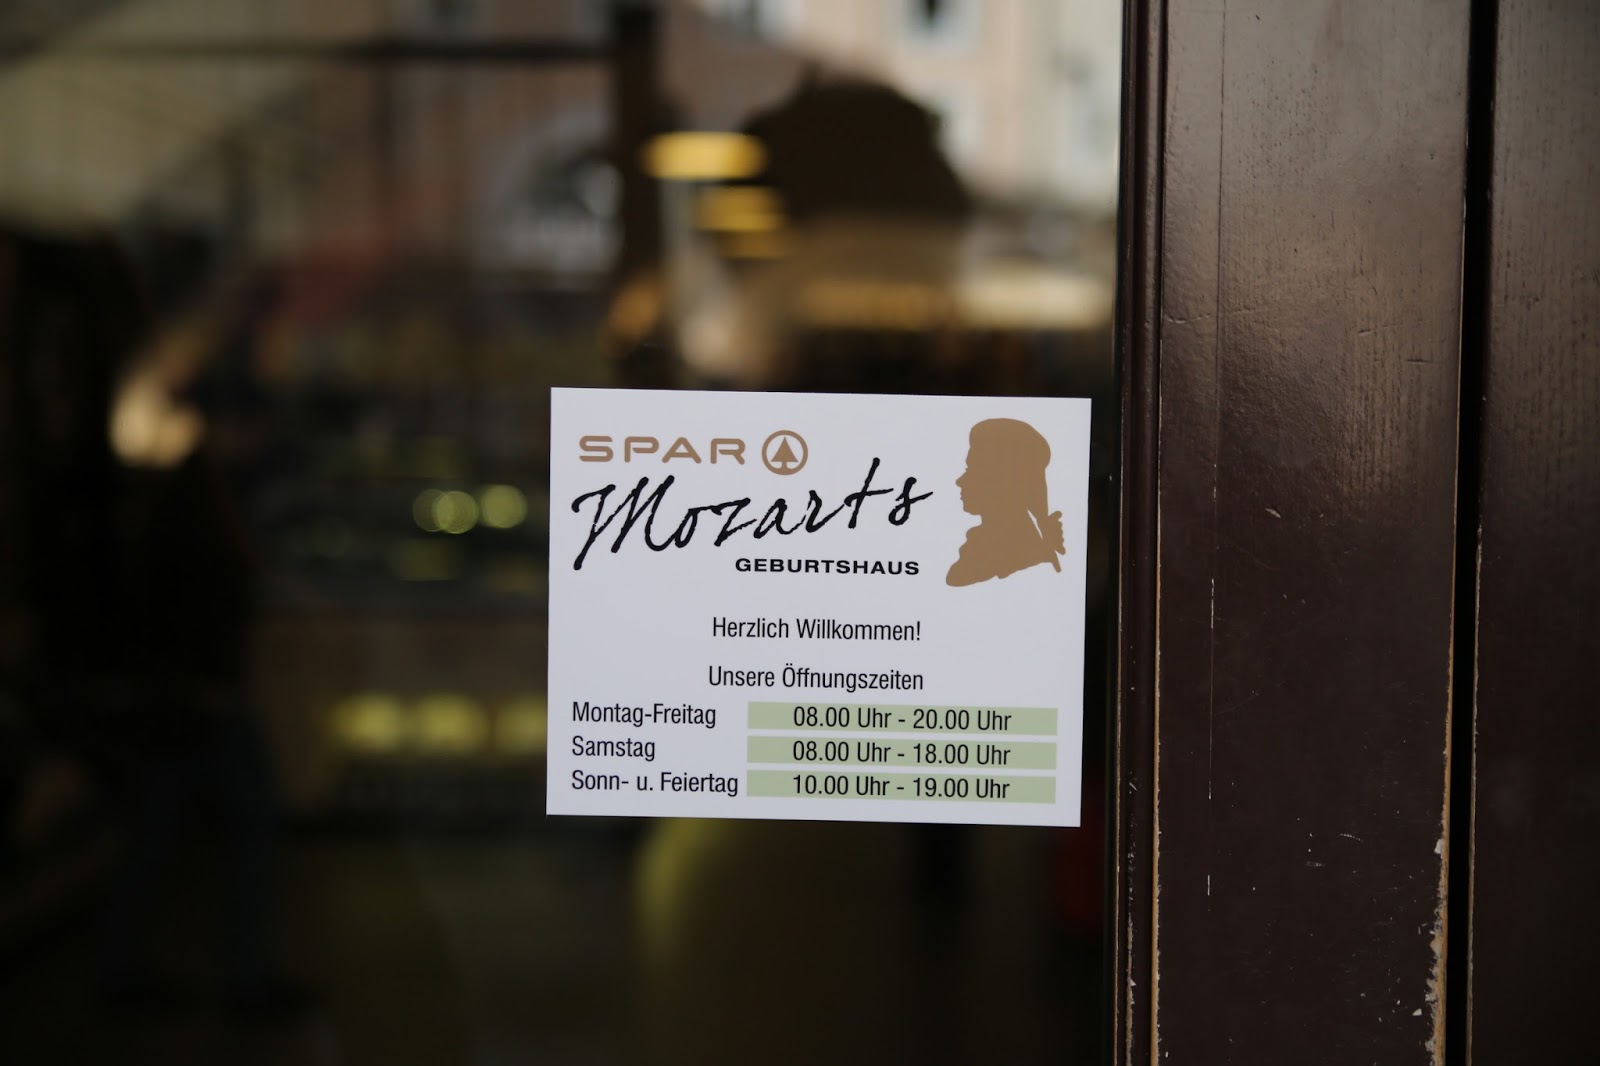 SPAR
Mozarts
GEBURTSHAUS
Herzlich Willkommen!
Unsere Öffnungszeiten
Montag-Freitag 08.00 Uhr - 20.00 Uhr
Samstag 08.00 Uhr - 18.00 Uhr
Sonn- u. Feiertag 10.00 Uhr - 19.00 Uhr